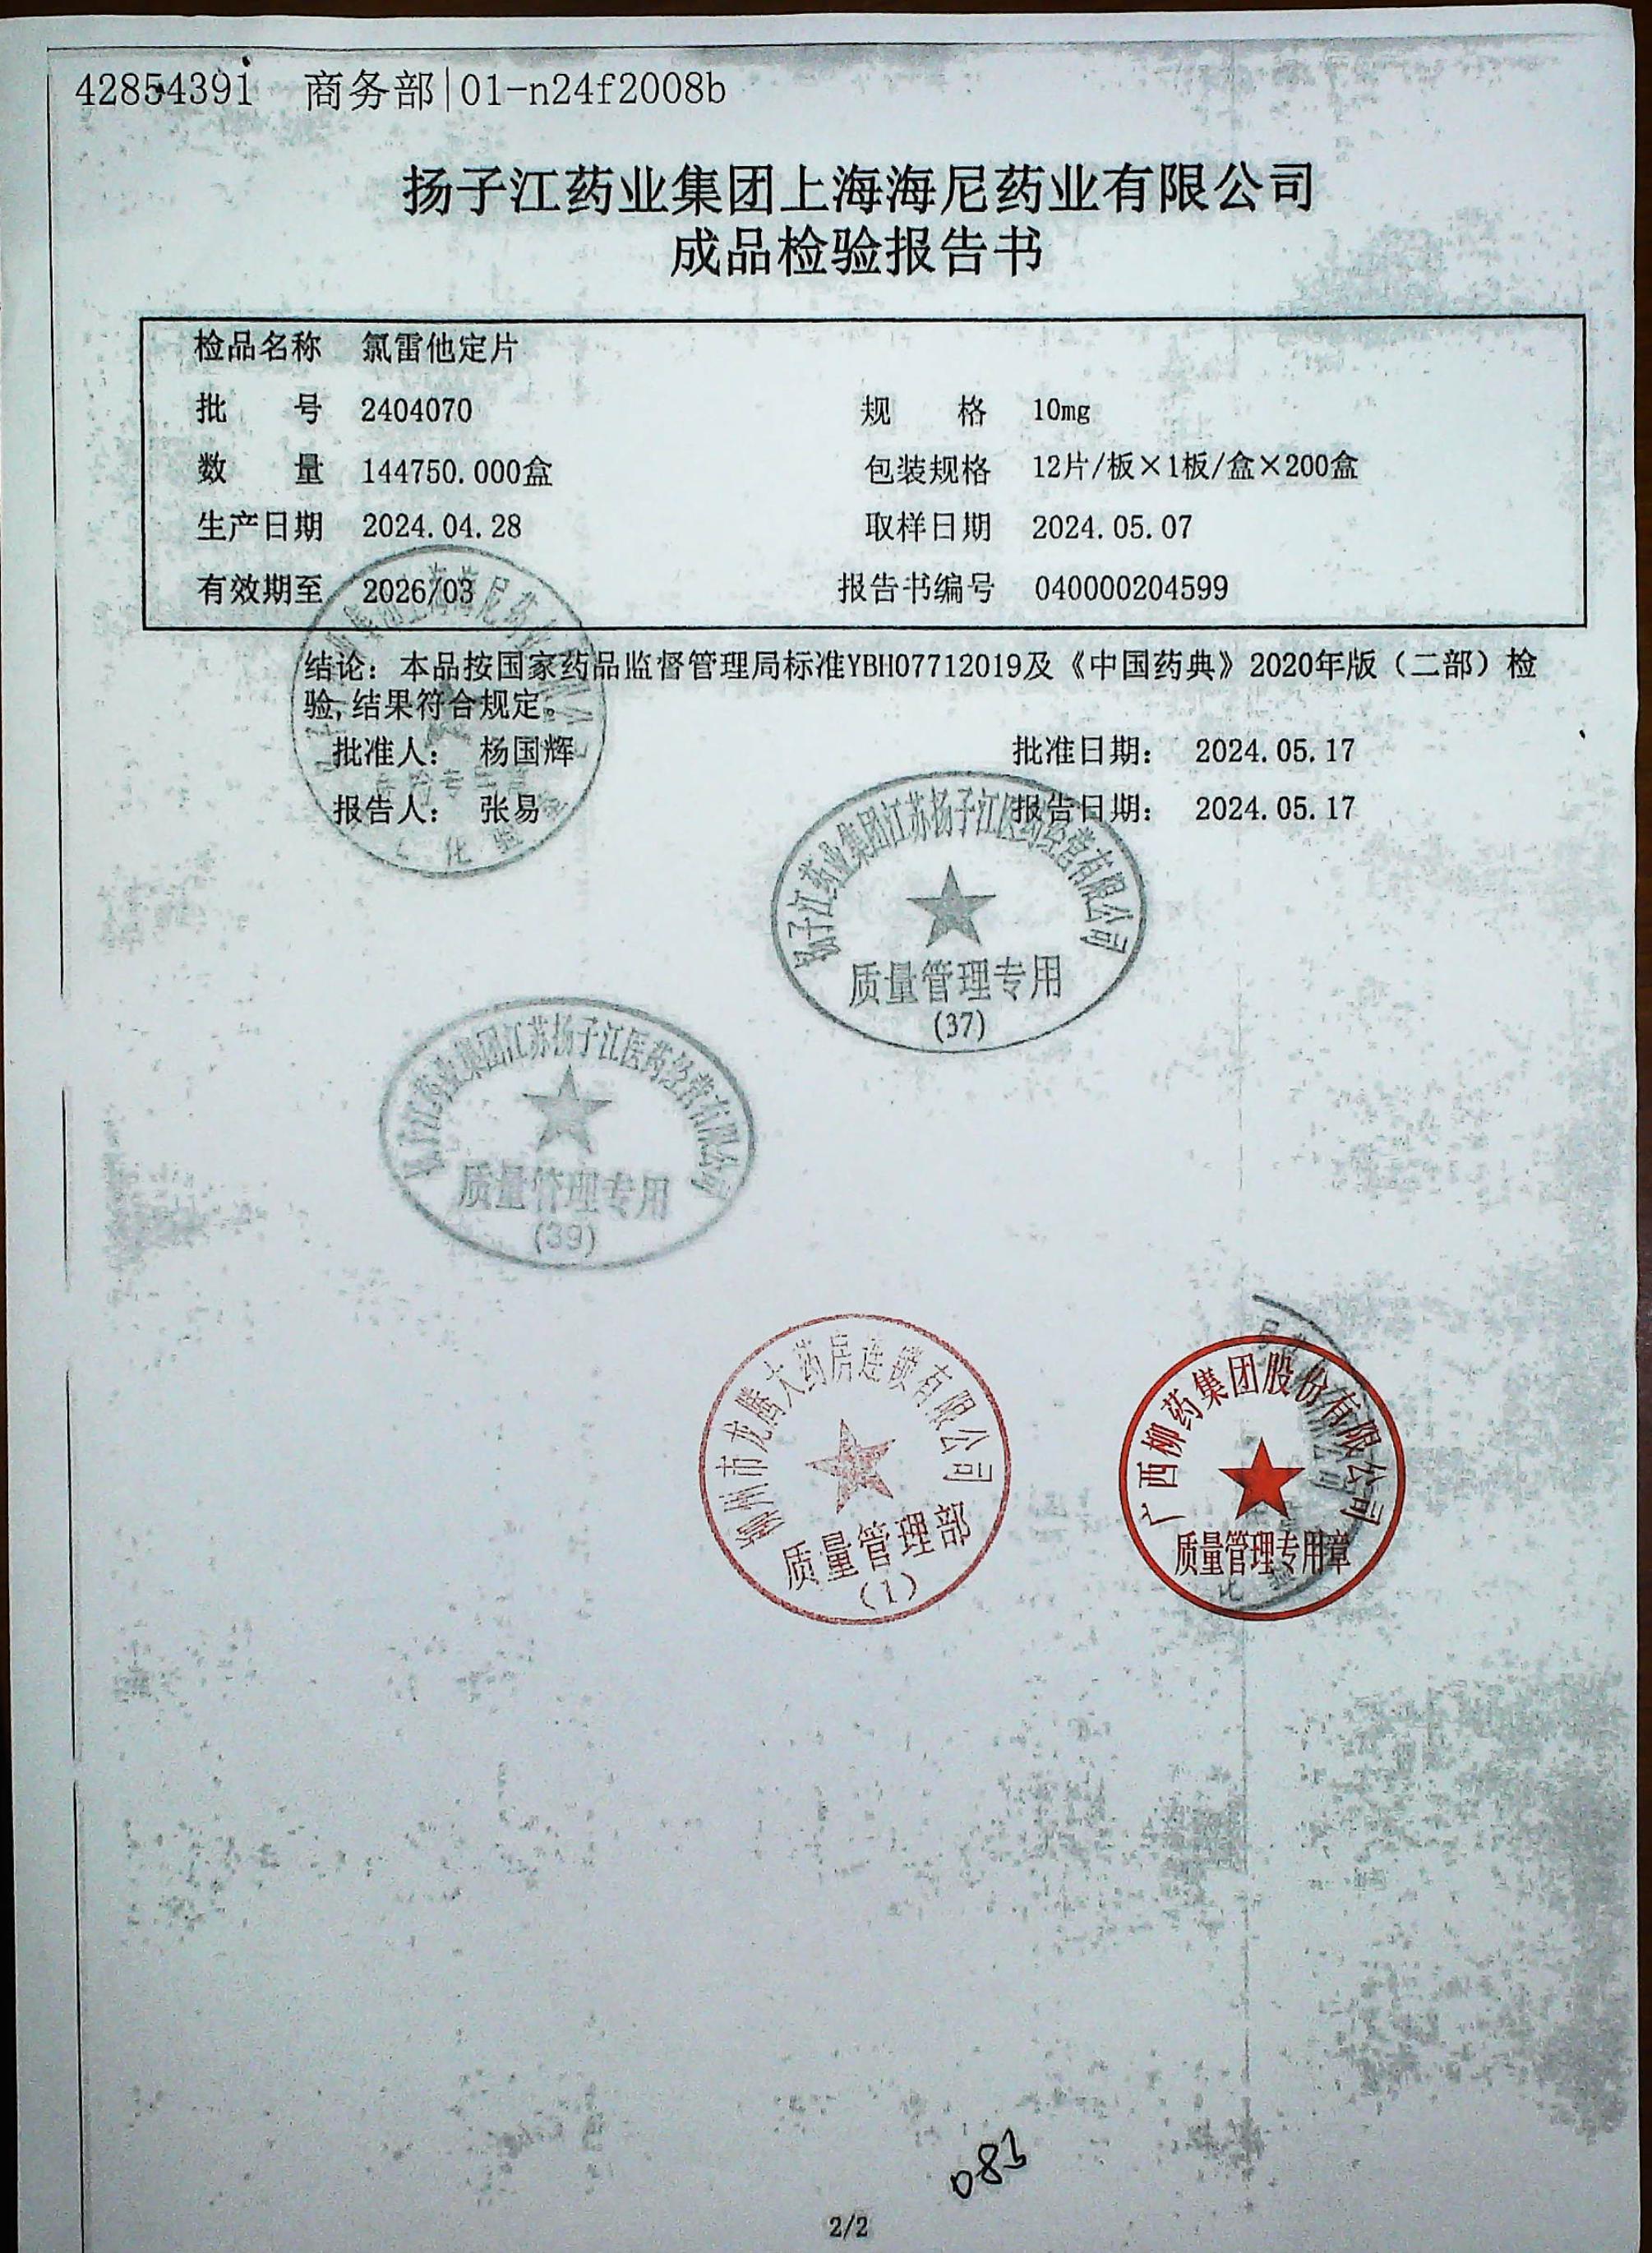 42854391 商务部|01-n24f2008b
扬子江药业集团上海海尼药业有限公司
成品检验报告书
检品名称 氯雷他定片
批 号 2404070 规 格 10mg
数 量 144750.000盒 包装规格 12片/板×1板/盒×200盒
生产日期 2024.04.28 取样日期 2024.05.07
有效期至 2026/03 报告书编号 040000204599
结论：本品按国家药品监督管理局标准YBH07712019及《中国药典》2020年版（二部）检
验,结果符合规定。
批准人： 杨国辉 批准日期： 2024.05.17
报告人： 张易 报告日期： 2024.05.17
扬子江药业集团江苏扬子江医药经营有限公司
质量管理专用
(37)
扬子江药业集团江苏扬子江医药经营有限公司
质量管理专用
(39)
柳州市龙腾大药房连锁有限公司
质量管理部
(1)
广西柳药集团股份有限公司
质量管理专用章
081
2/2